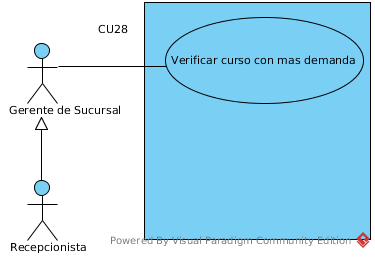 CU28
Verificar curso con mas demanda
Gerente de Sucursal
Powered By Visual Paradigm Community Edition
Recepcionista